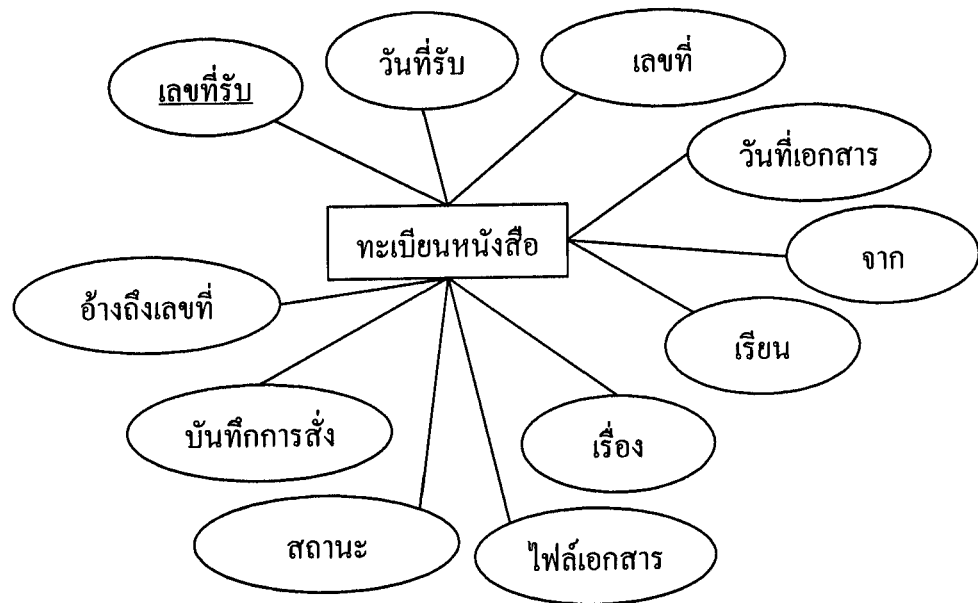 วันที่รับ
เลขที่
เลขที่รับ
วันที่เอกสาร
ทะเบียนหนังสือ
จาก
อ้างถึงเลขที่
เรียน
บันทึกการสั่ง
เรื่อง
สถานะ
ไฟล์เอกสาร